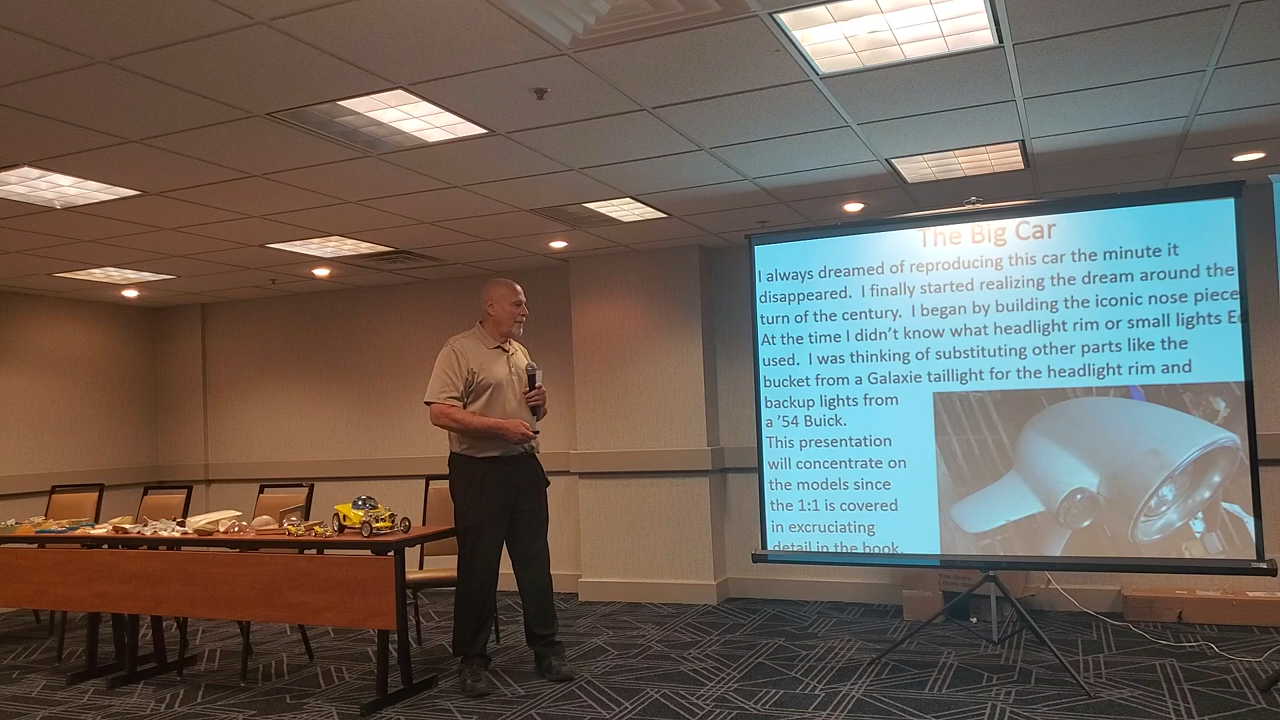 The Big Car
I always dreamed of reproducing this car the minute it
disappeared. I finally started realizing the dream around the
turn of the century. I began by building the iconic nose piece
At the time I didn't know what headlight rim or small lights Ed
used. I was thinking of substituting other parts like the
bucket from a Galaxie taillight for the headlight rim and
backup lights from
a '54 Buick.
This presentation
will concentrate on
the models since
the 1:1 is covered
in excruciating
detail in the book.